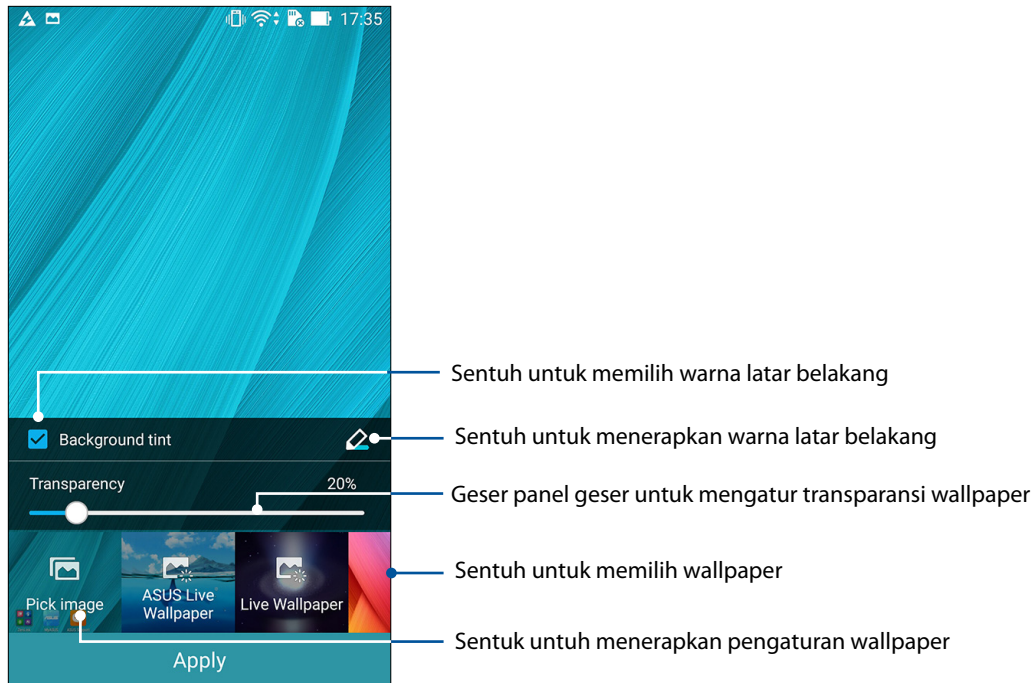 17:35
Sentuh untuk memilih warna latar belakang
Background tint
Sentuh untuk menerapkan warna latar belakang
Transparency
20%
Geser panel geser untuk mengatur transparansi wallpaper
Pick image
ASUS Live
Wallpaper
Live Wallpaper
Sentuh untuk memilih wallpaper
Sentuk untuh menerapkan pengaturan wallpaper
Apply